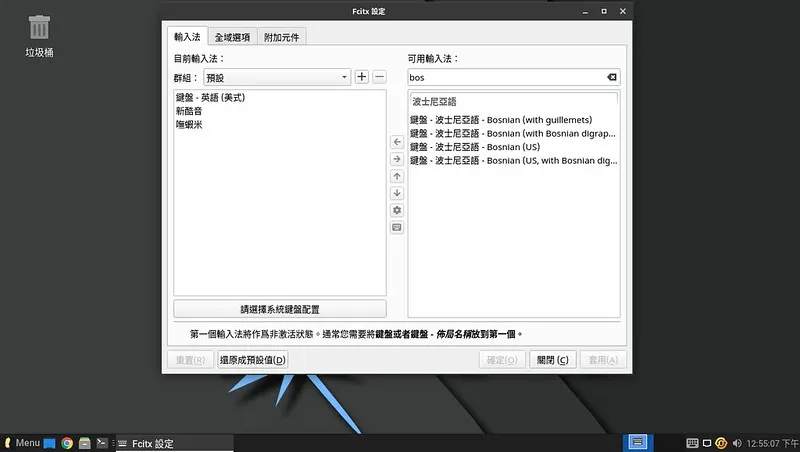 垃圾桶
Fcitx 設定
輸入法
全域選項
附加元件
目前輸入法：
群組：
預設
鍵盤 - 英語 (美式)
新酷音
嘸蝦米
請選擇系統鍵盤配置
可用輸入法：
bos
波士尼亞語
鍵盤 - 波士尼亞語 - Bosnian (with guillemets)
鍵盤 - 波士尼亞語 - Bosnian (with Bosnian digrap...
鍵盤 - 波士尼亞語 - Bosnian (US)
鍵盤 - 波士尼亞語 - Bosnian (US, with Bosnian dig...
第一個輸入法將作爲非激活狀態。通常您需要將鍵盤或者鍵盤 - 佈局名稱放到第一個。
重置(R)
還原成預設值(D)
確定(O)
關閉 (C)
套用(A)
Menu
Fcitx 設定
12:55:07 下午